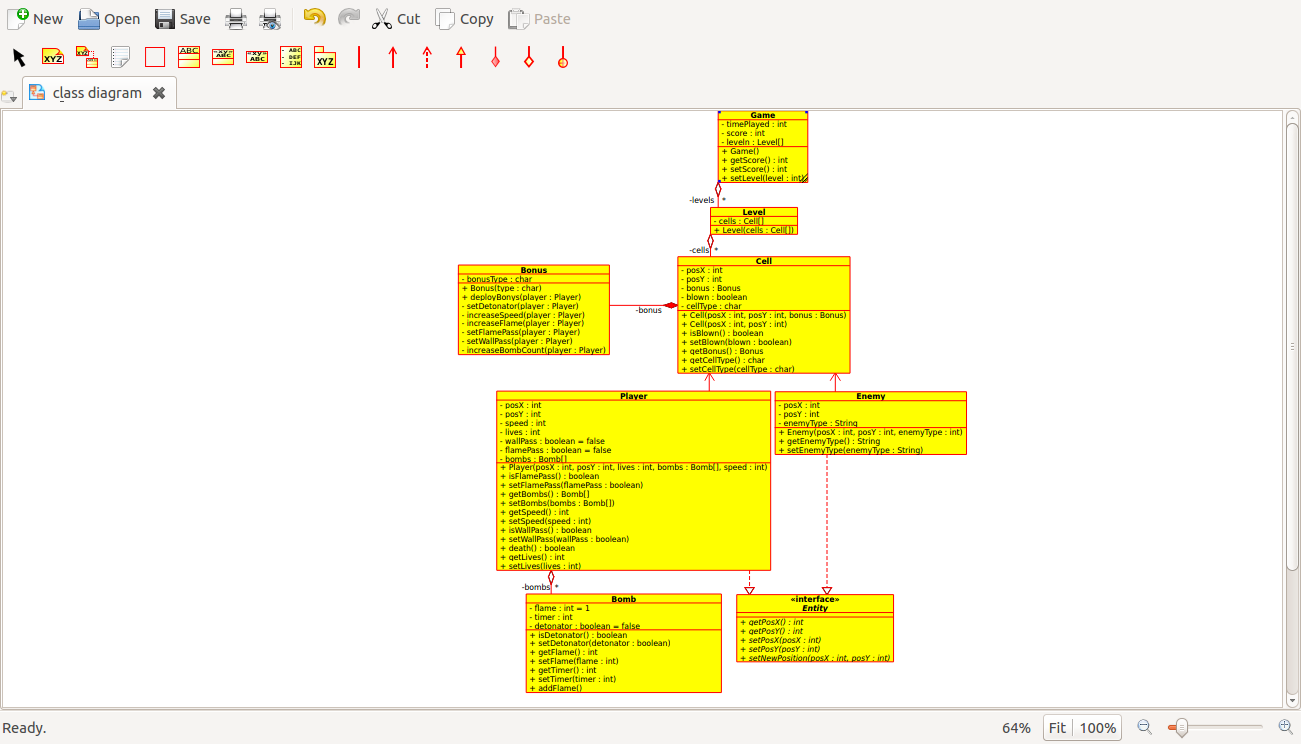 New Open Save Cut Copy Paste
XYZ XYZ ABC «xy» ABC «xy» ABC ABC DEF IJK XYZ
class diagram
Game
- timePlayed : int
- score : int
- leveln : Level[]
+ Game()
+ getScore() : int
+ setScore() : int
+ setLevel(level : int)
-levels *
Level
- cells : Cell[]
+ Level(cells : Cell[])
-cells *
Bonus
- bonusType : char
+ Bonus(type : char)
+ deployBonys(player : Player)
- setDetonator(player : Player)
- increaseSpeed(player : Player)
- increaseFlame(player : Player)
- setFlamePass(player : Player)
- setWallPass(player : Player)
- increaseBombCount(player : Player)
-bonus
Cell
- posX : int
- posY : int
- bonus : Bonus
- blown : boolean
- cellType : char
+ Cell(posX : int, posY : int, bonus : Bonus)
+ Cell(posX : int, posY : int)
+ isBlown() : boolean
+ setBlown(blown : boolean)
+ getBonus() : Bonus
+ getCellType() : char
+ setCellType(cellType : char)
Player
- posX : int
- posY : int
- speed : int
- lives : int
- wallPass : boolean = false
- flamePass : boolean = false
- bombs : Bomb[]
+ Player(posX : int, posY : int, lives : int, bombs : Bomb[], speed : int)
+ isFlamePass() : boolean
+ setFlamePass(flamePass : boolean)
+ getBombs() : Bomb[]
+ setBombs(bombs : Bomb[])
+ getSpeed() : int
+ setSpeed(speed : int)
+ isWallPass() : boolean
+ setWallPass(wallPass : boolean)
+ death() : boolean
+ getLives() : int
+ setLives(lives : int)
Enemy
- posX : int
- posY : int
- enemyType : String
+ Enemy(posX : int, posY : int, enemyType : int)
+ getEnemyType() : String
+ setEnemyType(enemyType : String)
-bombs *
Bomb
- flame : int = 1
- timer : int
- detonator : boolean = false
+ isDetonator() : boolean
+ setDetonator(detonator : boolean)
+ getFlame() : int
+ setFlame(flame : int)
+ getTimer() : int
+ setTimer(timer : int)
+ addFlame()
«interface»
Entity
+ getPosX() : int
+ getPosY() : int
+ setPosX(posX : int)
+ setPosY(posY : int)
+ setNewPosition(posX : int, posY : int)
Ready. 64% Fit 100%